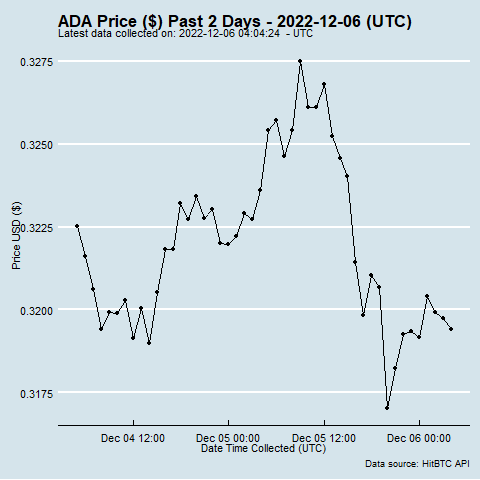 ADA Price ($) Past 2 Days - 2022-12-06 (UTC)
Latest data collected on: 2022-12-06 04:04:24 - UTC
0.3275
0.3250
0.3225
0.3200
0.3175
Price USD ($)
Dec 04 12:00
Dec 05 00:00
Dec 05 12:00
Dec 06 00:00
Date Time Collected (UTC)
Data source: HitBTC API